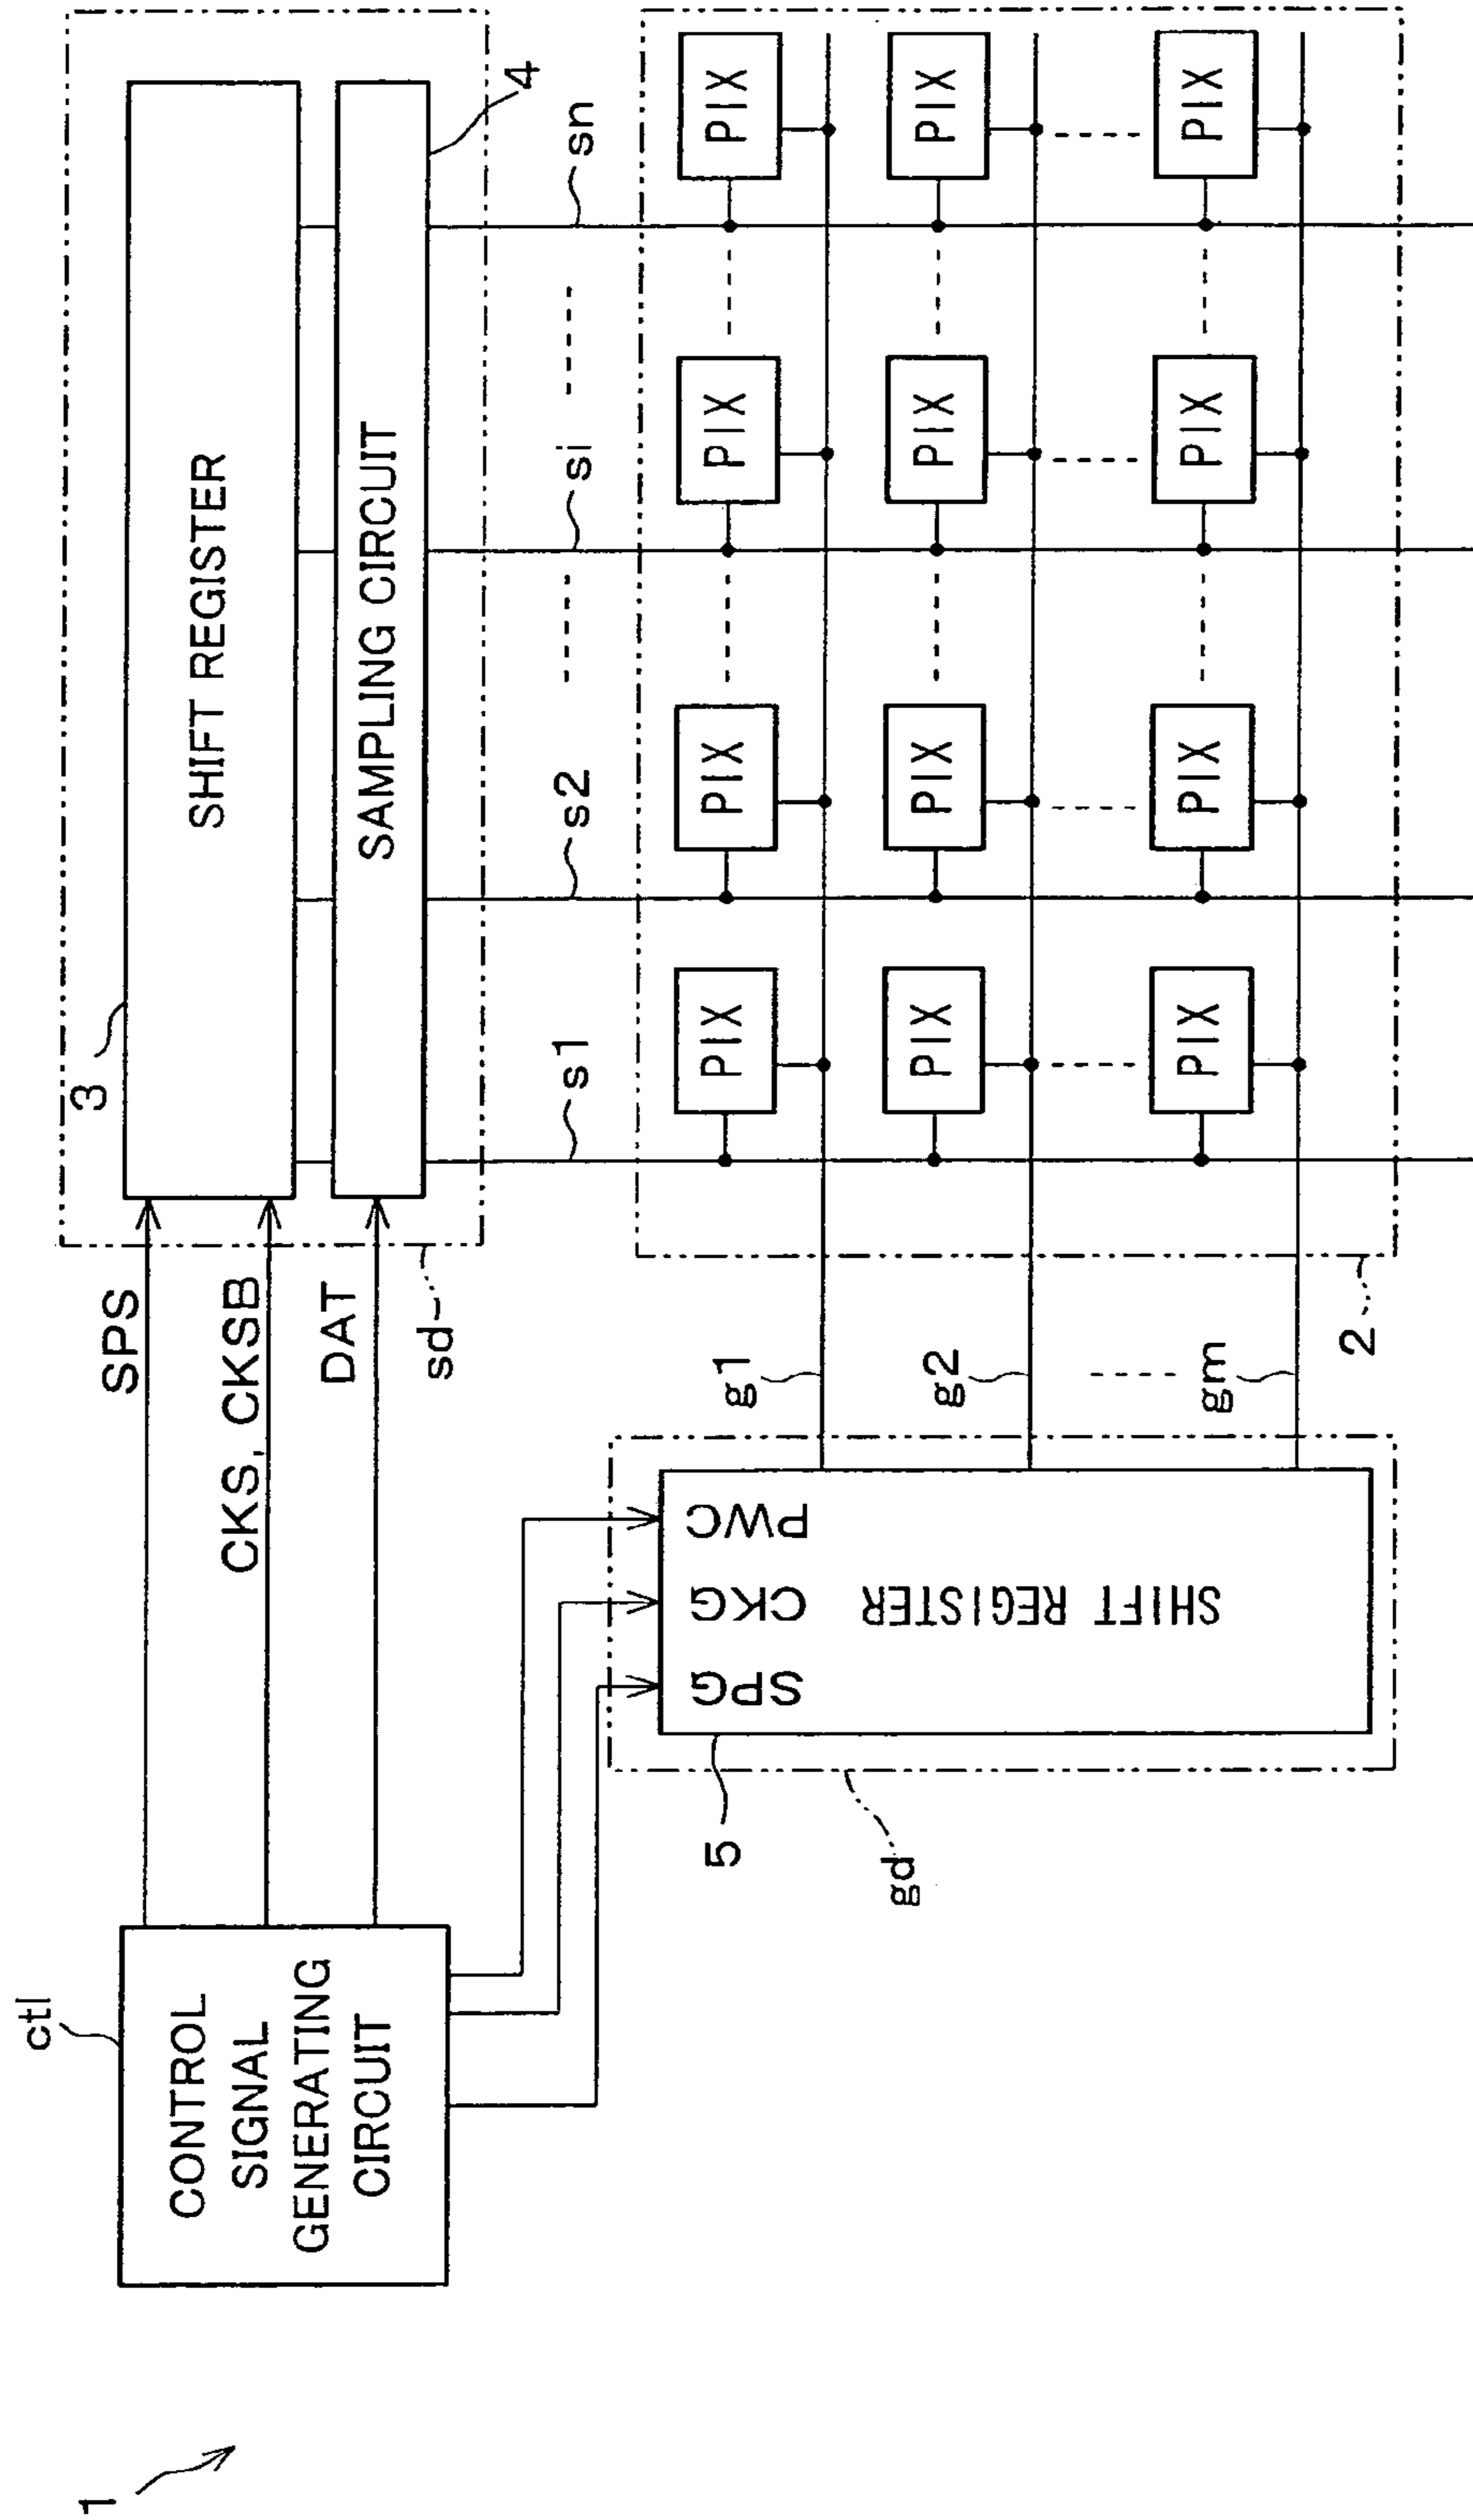 1
ctl
CONTROL
SIGNAL
GENERATING
CIRCUIT
SPS
CKS, CKSB
DAT
3
SHIFT REGISTER
SAMPLING CIRCUIT
4
sd
s1
s2
si
sn
5
gd
SPG
CKG
PWC
SHIFT REGISTER
g1
PIX
PIX
PIX
PIX
g2
PIX
PIX
PIX
PIX
gm
PIX
PIX
PIX
PIX
2